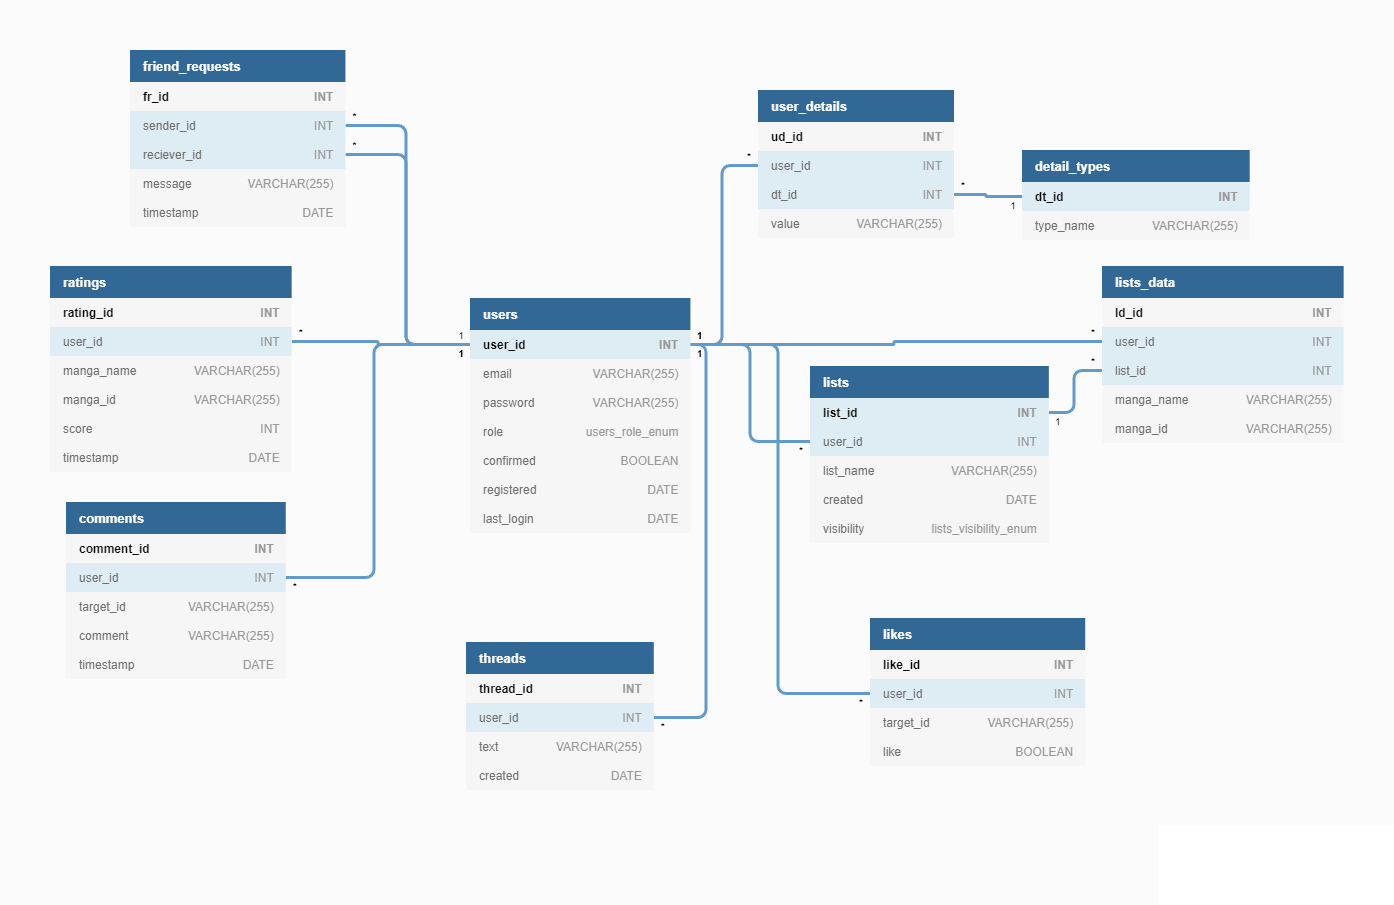 friend_requests
fr_id INT
sender_id INT *
reciever_id INT *
message VARCHAR(255)
timestamp DATE
user_details
ud_id INT
* user_id INT
dt_id INT *
value VARCHAR(255)
detail_types
1 dt_id INT
type_name VARCHAR(255)
ratings
rating_id INT
user_id INT *
manga_name VARCHAR(255)
manga_id VARCHAR(255)
score INT
timestamp DATE
users
1 user_id INT 1
1 1
email VARCHAR(255)
password VARCHAR(255)
role users_role_enum
confirmed BOOLEAN
registered DATE
last_login DATE
lists_data
ld_id INT
* user_id INT
* list_id INT
manga_name VARCHAR(255)
manga_id VARCHAR(255)
lists
list_id INT 1
* user_id INT
list_name VARCHAR(255)
created DATE
visibility lists_visibility_enum
comments
comment_id INT
user_id INT *
target_id VARCHAR(255)
comment VARCHAR(255)
timestamp DATE
threads
thread_id INT
user_id INT *
text VARCHAR(255)
created DATE
likes
like_id INT
* user_id INT
target_id VARCHAR(255)
like BOOLEAN